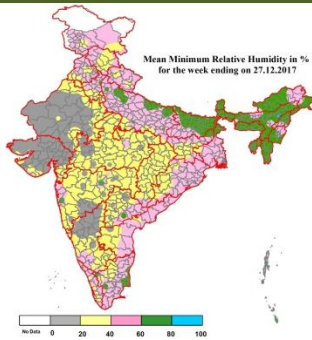 Mean Minimum Relative Humidity in %
for the week ending on 27.12.2017
No Data 0 20 40 60 80 100